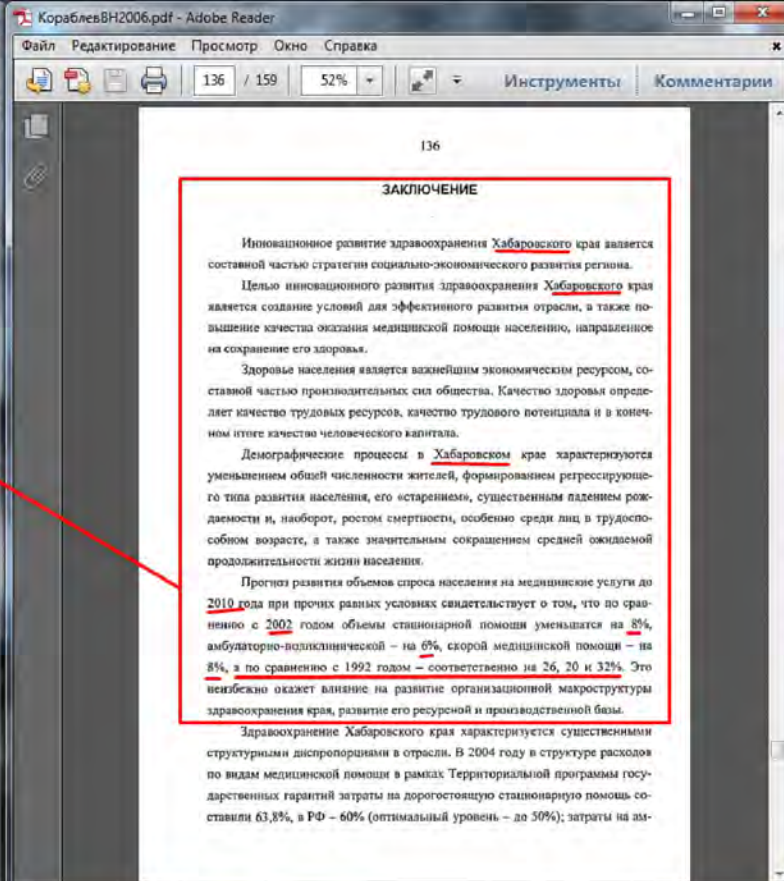 КораблевВН2006.pdf - Adobe Reader
Файл Редактирование Просмотр Окно Справка
136 / 159 52% Инструменты Комментарии
136
ЗАКЛЮЧЕНИЕ
Инновационное развитие здравоохранения Хабаровского края является
составной частью стратегии социально-экономического развития региона.
Целью инновационного развития здравоохранения Хабаровского края
является создание условий для эффективного развития отрасли, а также по-
вышение качества оказания медицинской помощи населению, направленное
на сохранение его здоровья.
Здоровье населения является важнейшим экономическим ресурсом, со-
ставной частью производительных сил общества. Качество здоровья опреде-
ляет качество трудовых ресурсов, качество трудового потенциала и в конеч-
ном итоге качество человеческого капитала.
Демографические процессы в Хабаровском крае характеризуются
уменьшением общей численности жителей, формированием регрессирующе-
го типа развития населения, его «старением», существенным падением рож-
даемости и, наоборот, ростом смертности, особенно среди лиц в трудоспо-
собном возрасте, а также значительным сокращением средней ожидаемой
продолжительности жизни населения.
Прогноз развития объемов спроса населения на медицинские услуги до
2010 года при прочих равных условиях свидетельствует о том, что по срав-
нению с 2002 годом объемы стационарной помощи уменьшатся на 8%,
амбулаторно-поликлинической – на 6%, скорой медицинской помощи – на
8%, а по сравнению с 1992 годом – соответственно на 26, 20 и 32%. Это
неизбежно окажет влияние на развитие организационной макроструктуры
здравоохранения края, развитие его ресурсной и производственной базы.
Здравоохранение Хабаровского края характеризуется существенными
структурными диспропорциями в отрасли. В 2004 году в структуре расходов
по видам медицинской помощи в рамках Территориальной программы госу-
дарственных гарантий затраты на дорогостоящую стационарную помощь со-
ставили 63,8%, в РФ – 60% (оптимальный уровень – до 50%); затраты на ам-